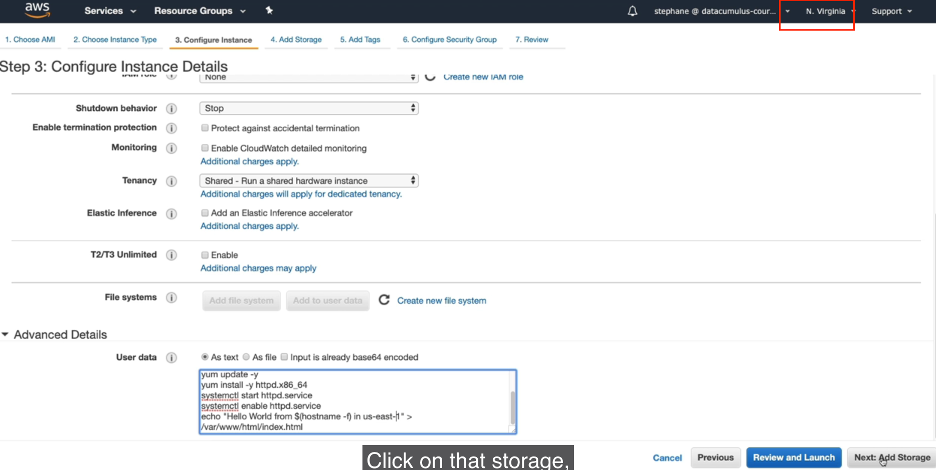 aws
Services
Resource Groups
stephane @ datacumulus-cour...
N. Virginia
Support
1. Choose AMI
2. Choose Instance Type
3. Configure Instance
4. Add Storage
5. Add Tags
6. Configure Security Group
7. Review
Step 3: Configure Instance Details
IAM role
None
Create new IAM role
Shutdown behavior
Stop
Enable termination protection
Protect against accidental termination
Monitoring
Enable CloudWatch detailed monitoring
Additional charges apply.
Tenancy
Shared - Run a shared hardware instance
Additional charges will apply for dedicated tenancy.
Elastic Inference
Add an Elastic Inference accelerator
Additional charges apply.
T2/T3 Unlimited
Enable
Additional charges may apply
File systems
Add file system
Add to user data
Create new file system
Advanced Details
User data
As text
As file
Input is already base64 encoded
yum update -y
yum install -y httpd.x86_64
systemctl start httpd.service
systemctl enable httpd.service
echo "Hello World from $(hostname -f) in us-east-1" >
/var/www/html/index.html
Cancel
Previous
Review and Launch
Next: Add Storage
Click on that storage,